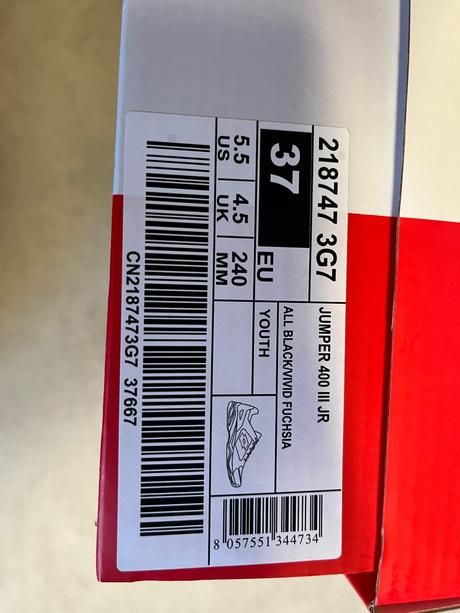 218747 3G7
JUMPER 400 III JR
37
EU
ALL BLACK/VIVID FUCHSIA
YOUTH
5.5
US
4.5
UK
240
MM
8 057551 344734
CN2187473G7 37667